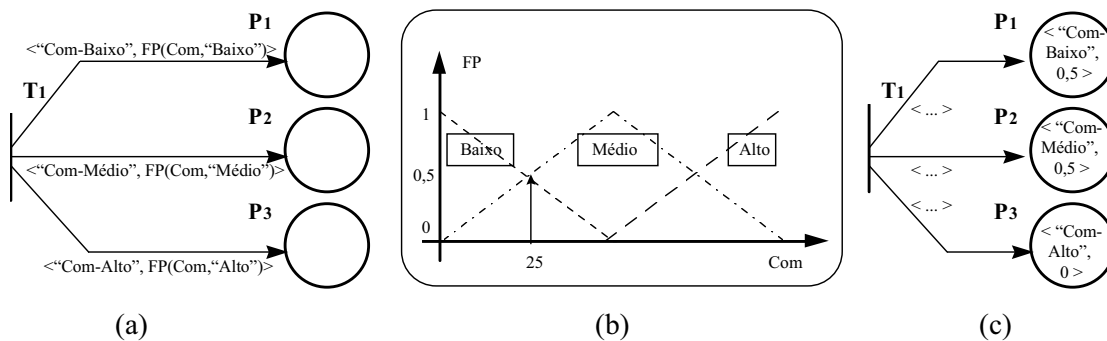 P1
<“Com-Baixo”, FP(Com,“Baixo”)>
T1
P2
<“Com-Médio”, FP(Com,“Médio”)>
P3
<“Com-Alto”, FP(Com,“Alto”)>
(a)
FP
1
Baixo
Médio
Alto
0,5
0
25
Com
(b)
P1
< “Com-
Baixo”,
0,5 >
T1
< ... >
P2
< “Com-
Médio”,
0,5 >
< ... >
< ... >
P3
< “Com-
Alto”,
0 >
(c)